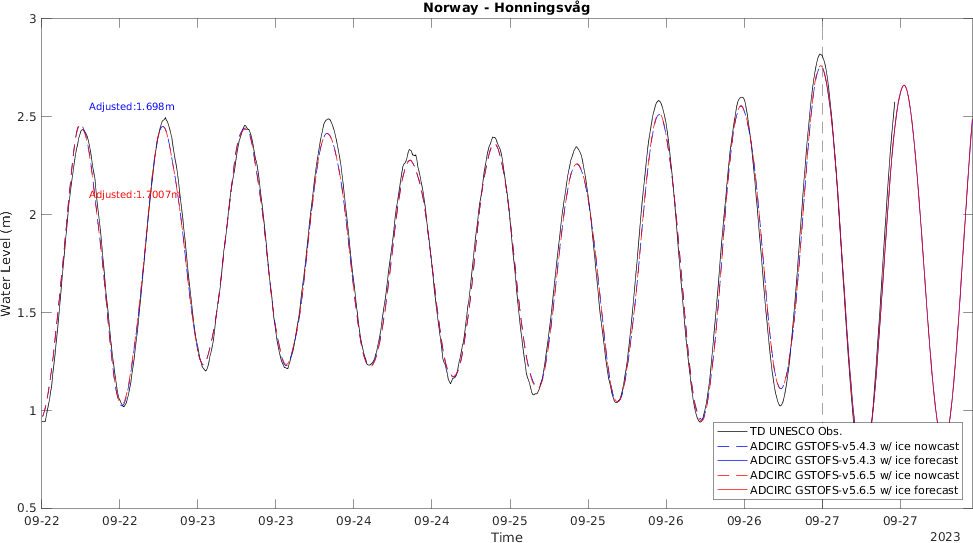 Norway - Honningsvåg
3
2.5
2
1.5
1
0.5
Water Level (m)
Adjusted:1.698m
Adjusted:1.7007m
TD UNESCO Obs.
ADCIRC GSTOFS-v5.4.3 w/ ice nowcast
ADCIRC GSTOFS-v5.4.3 w/ ice forecast
ADCIRC GSTOFS-v5.6.5 w/ ice nowcast
ADCIRC GSTOFS-v5.6.5 w/ ice forecast
09-22 09-22 09-23 09-23 09-24 09-24 09-25 09-25 09-26 09-26 09-27 09-27
Time
2023